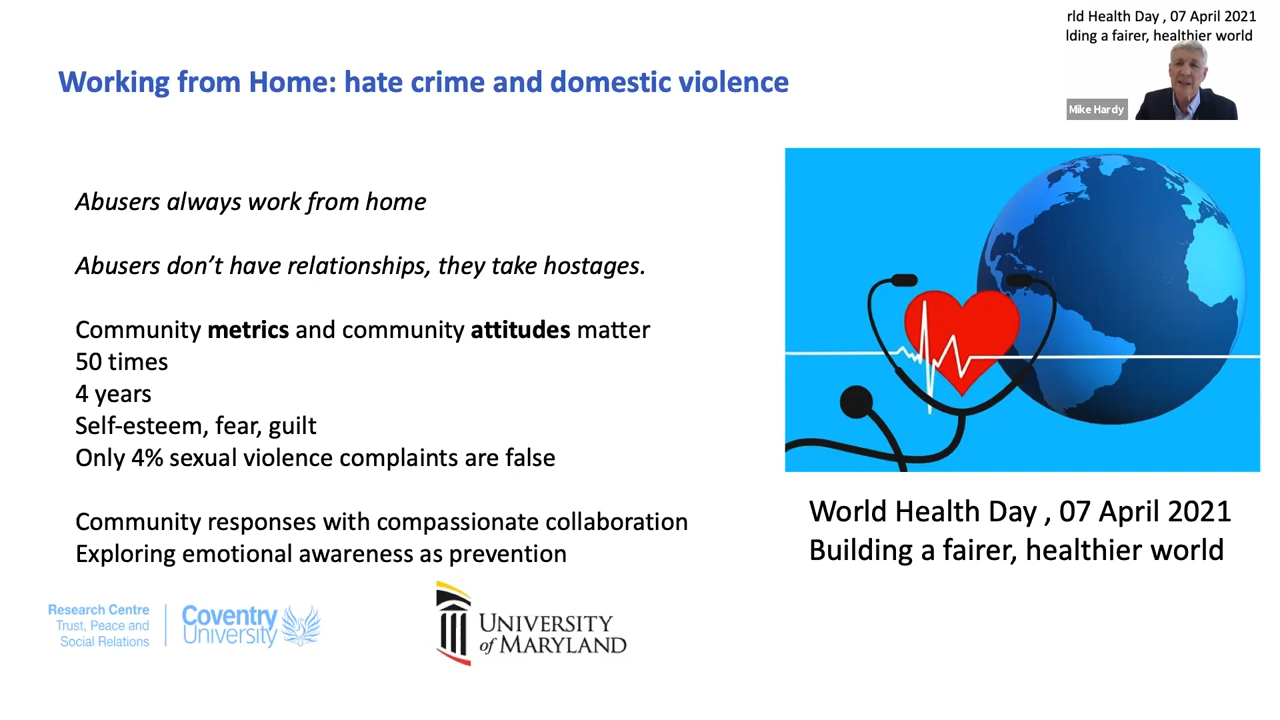 rld Health Day , 07 April 2021
lding a fairer, healthier world
Mike Hardy
Working from Home: hate crime and domestic violence
Abusers always work from home
Abusers don’t have relationships, they take hostages.
Community metrics and community attitudes matter
50 times
4 years
Self-esteem, fear, guilt
Only 4% sexual violence complaints are false
Community responses with compassionate collaboration
Exploring emotional awareness as prevention
World Health Day , 07 April 2021
Building a fairer, healthier world
Research Centre
Trust, Peace and
Social Relations
Coventry
University
UNIVERSITY
of MARYLAND